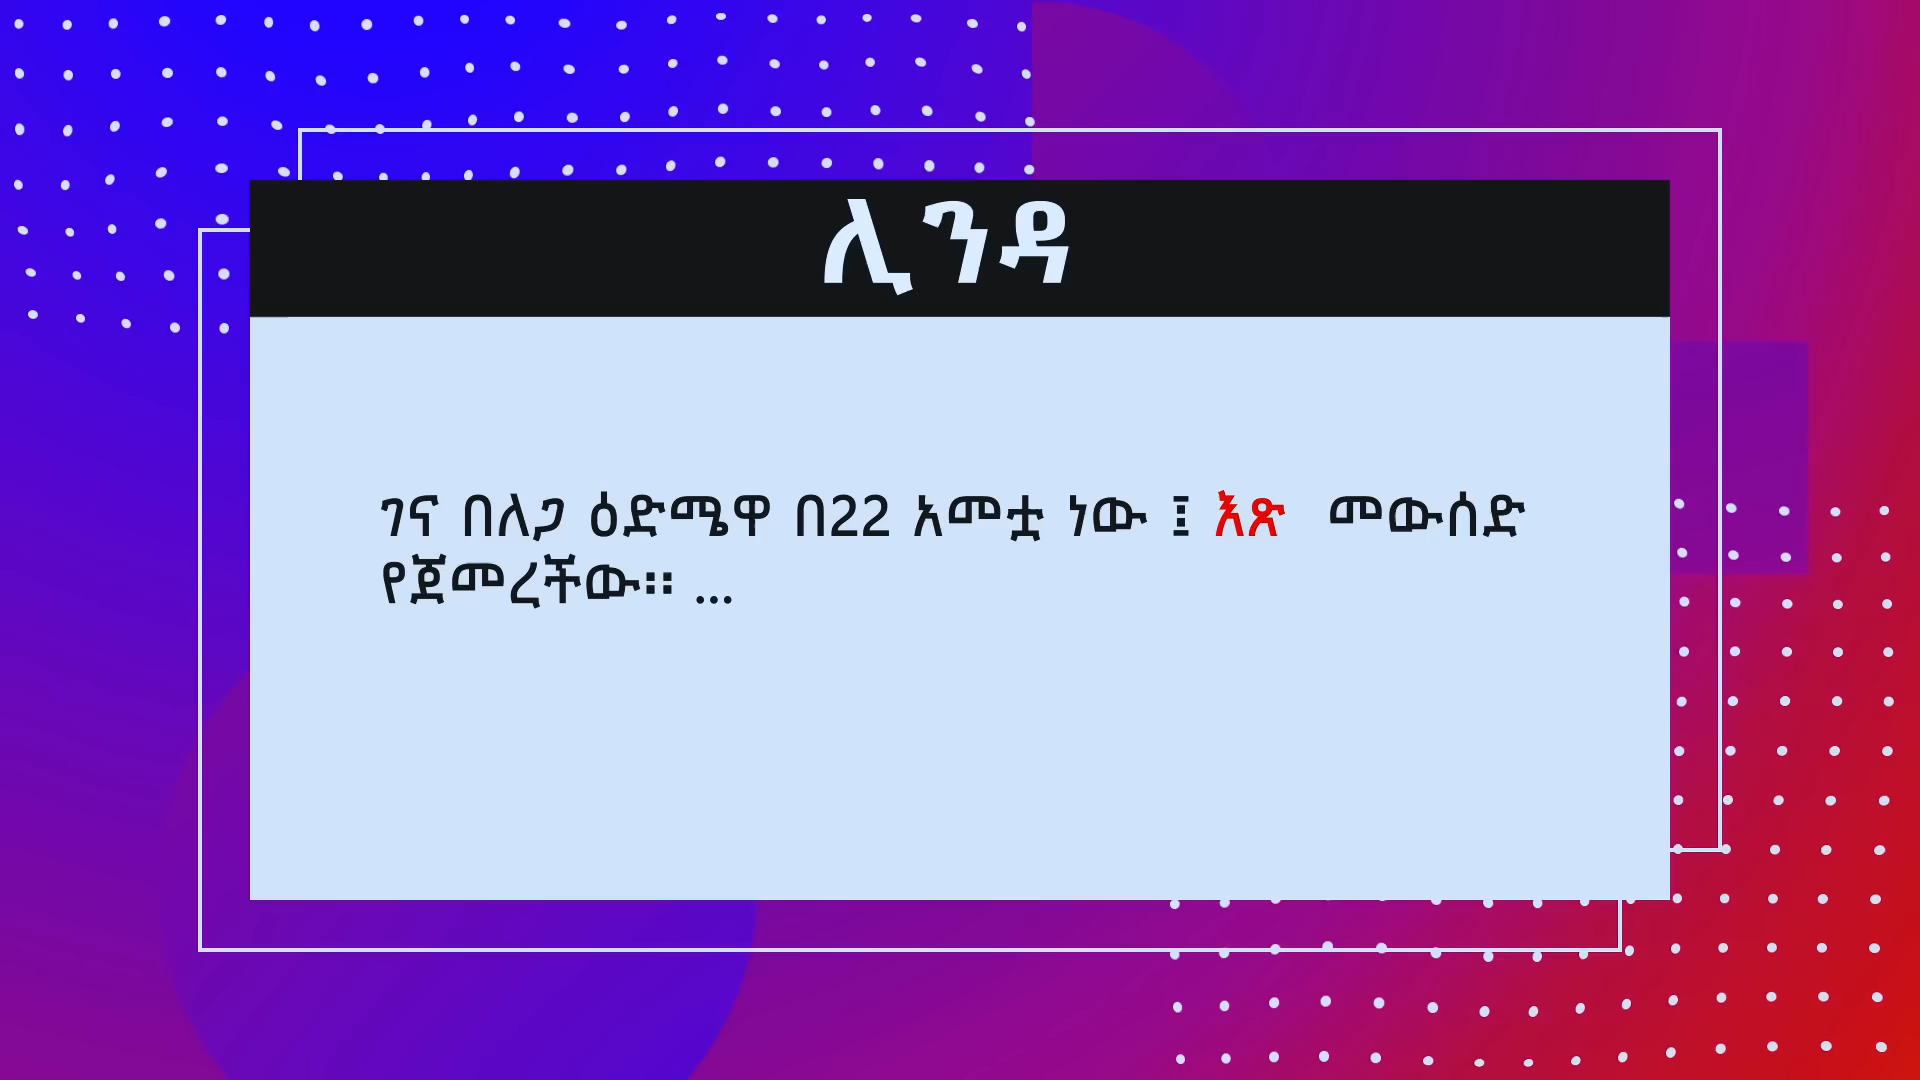 ሊንዳ
ገና በለጋ ዕድሜዋ በ22 አመቷ ነው ፤ እጽ መውሰድ
የጀመረችው። ...